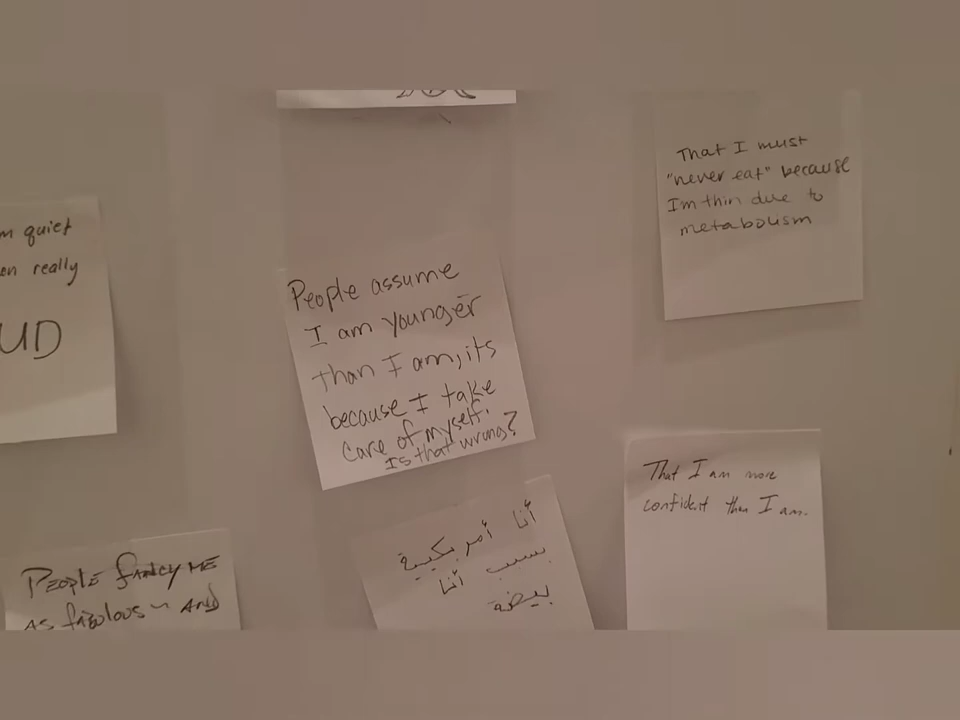 That I must
"never eat" because
I'm thin due to
metabolism
m quiet
en really
UD
People assume
I am younger
than I am, its
because I take
care of myself.
Is that wrong?
That I am more
confident than I am.
أنا أمريكية
بسبب أنا
بيضة
People fancy me
as fabulous ~ And